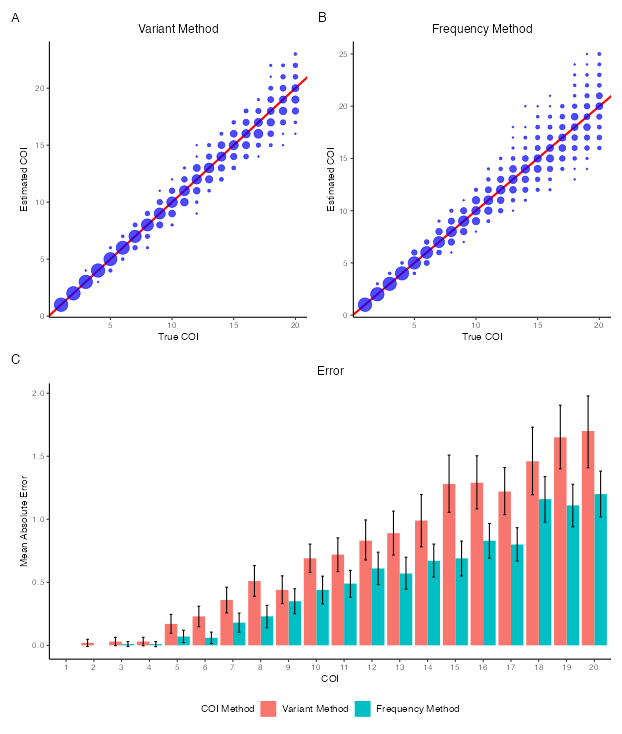 A
B
Variant Method
Frequency Method
Estimated COI
20
15
10
5
0
5
10
15
20
True COI
Estimated COI
25
20
15
10
5
0
5
10
15
20
True COI
C
Error
Mean Absolute Error
2.0
1.5
1.0
0.5
0.0
1 2 3 4 5 6 7 8 9 10 11 12 13 14 15 16 17 18 19 20
COI
COI Method Variant Method Frequency Method